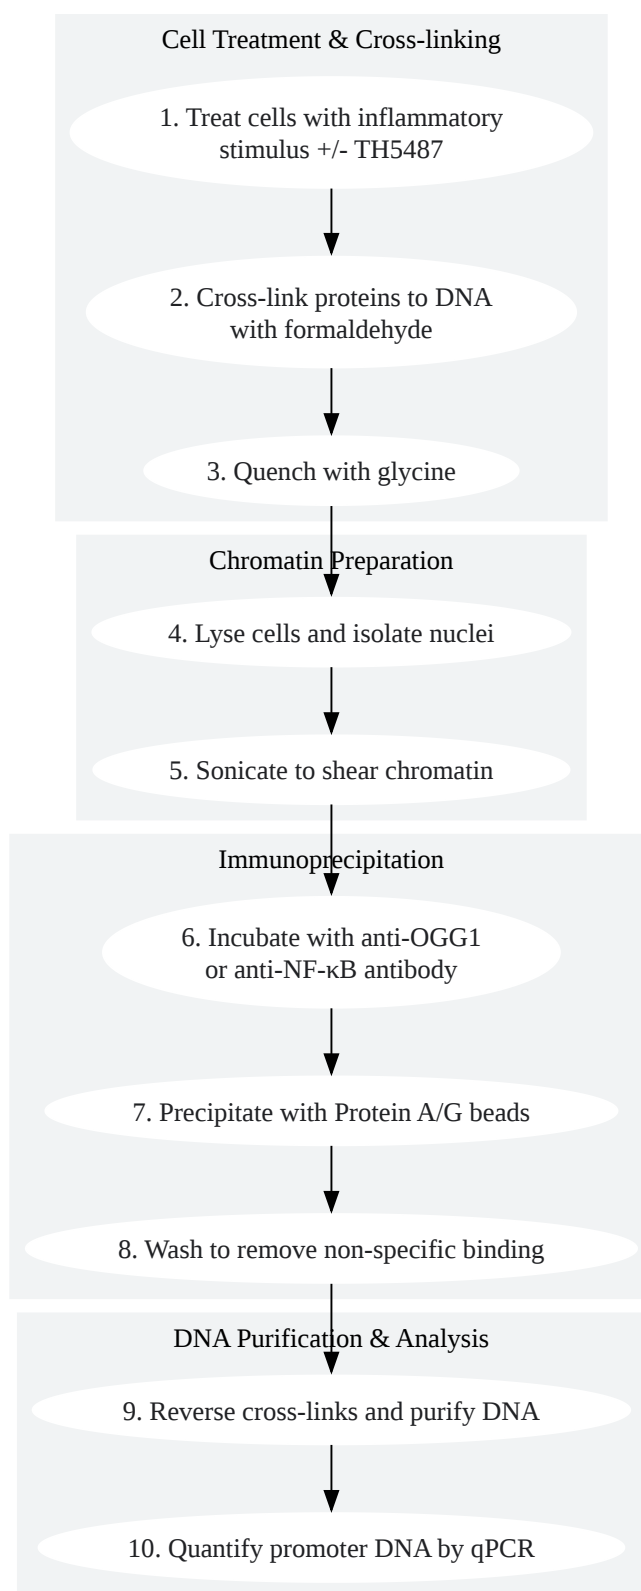 Cell Treatment & Cross-linking
1. Treat cells with inflammatory
stimulus +/- TH5487
2. Cross-link proteins to DNA
with formaldehyde
3. Quench with glycine
Chromatin Preparation
4. Lyse cells and isolate nuclei
5. Sonicate to shear chromatin
Immunoprecipitation
6. Incubate with anti-OGG1
or anti-NF-κB antibody
7. Precipitate with Protein A/G beads
8. Wash to remove non-specific binding
DNA Purification & Analysis
9. Reverse cross-links and purify DNA
10. Quantify promoter DNA by qPCR